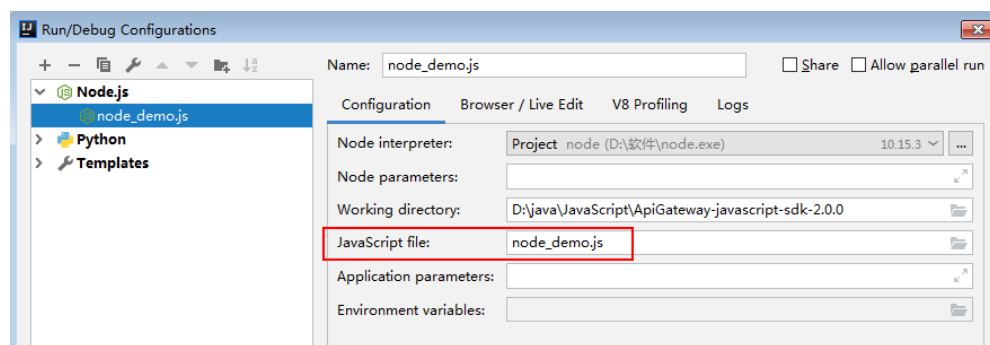 Run/Debug Configurations
Name: node_demo.js Share Allow parallel run
Node.js
node_demo.js
Python
Templates
Configuration Browser / Live Edit V8 Profiling Logs
Node interpreter: Project node (D:\软件\node.exe) 10.15.3 ...
Node parameters:
Working directory: D:\java\JavaScript\ApiGateway-javascript-sdk-2.0.0
JavaScript file: node_demo.js
Application parameters:
Environment variables: